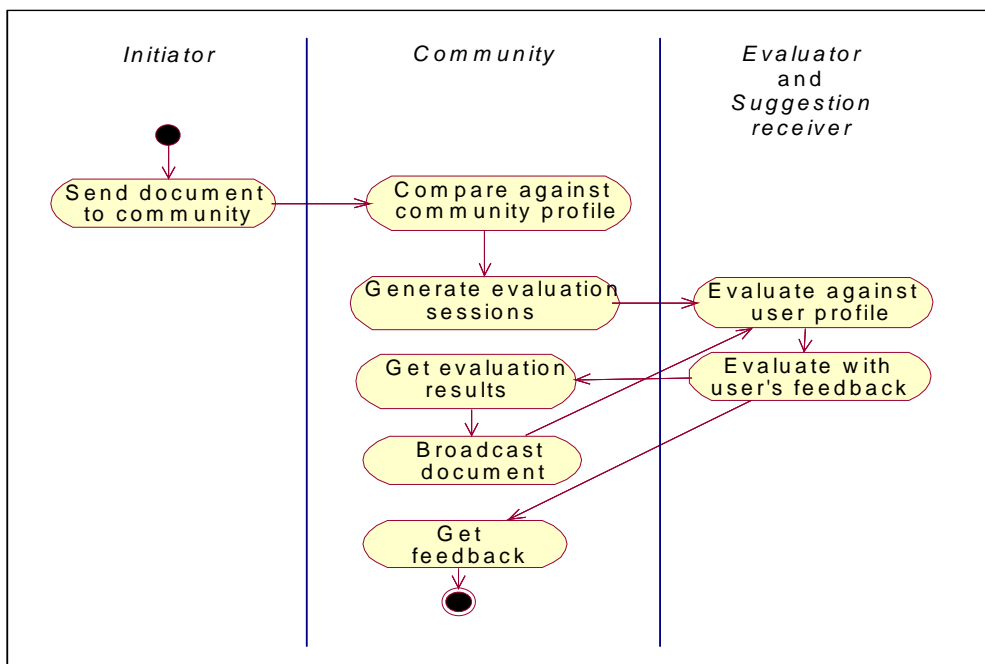 Initiator
Community
Evaluator
and
Suggestion
receiver
Send document
to community
Compare against
community profile
Generate evaluation
sessions
Evaluate against
user profile
Get evaluation
results
Evaluate with
user's feedback
Broadcast
document
Get
feedback